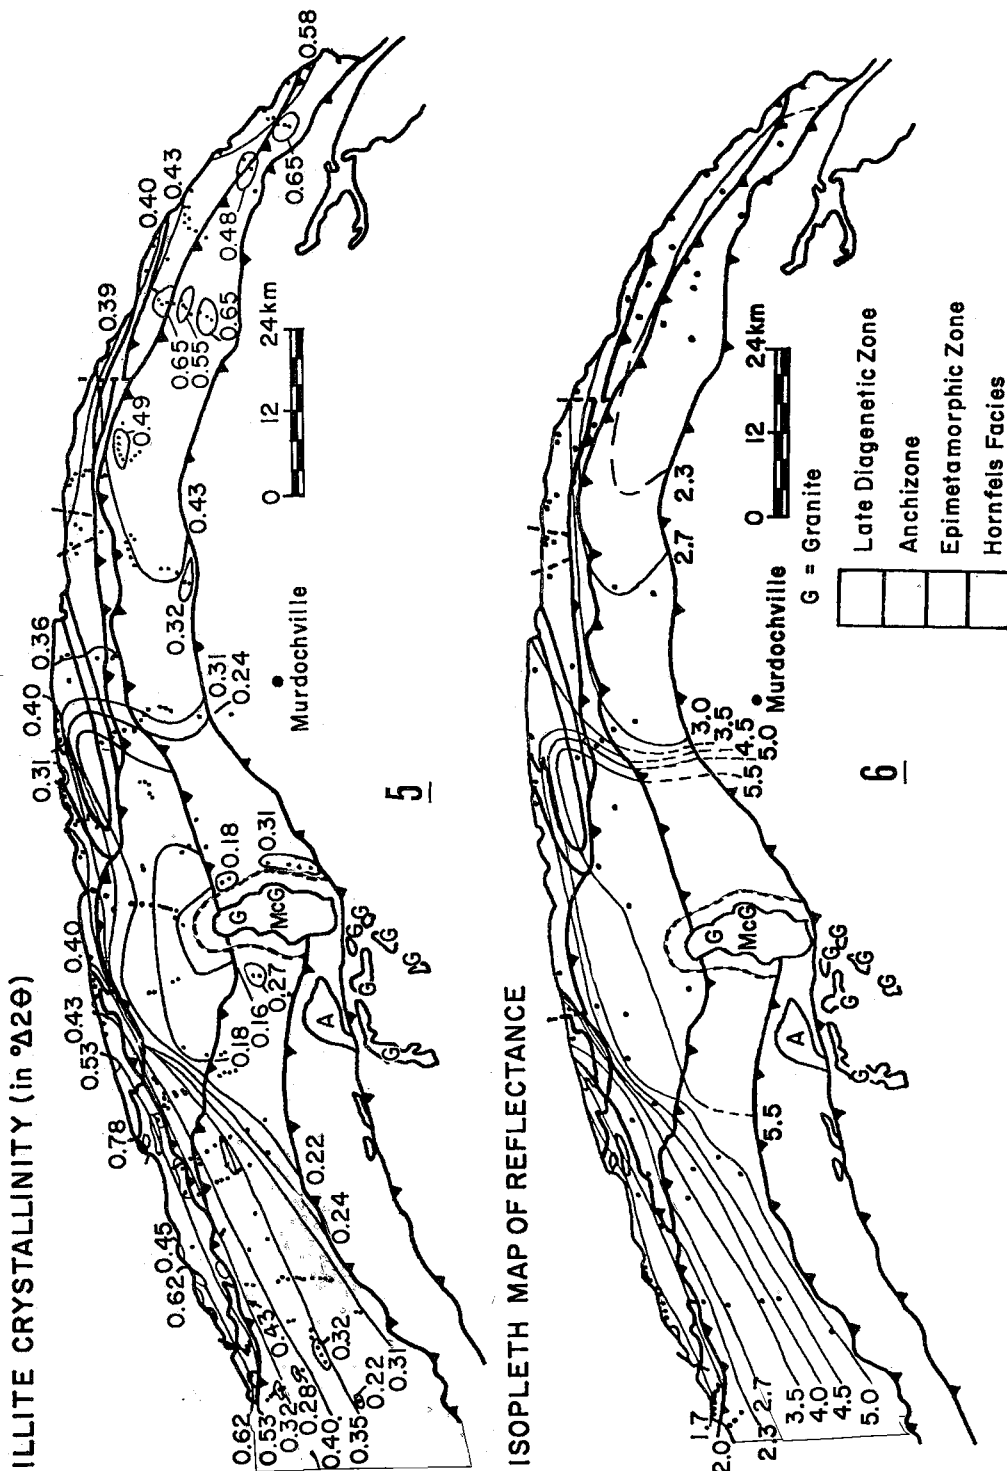 ILLITE CRYSTALLINITY (in °Δ2θ)
0.62
0.53
0.32
0.28
0.40
0.35
0.43
0.32
0.22
0.31
0.62
0.45
0.78
0.53
0.43
0.40
0.24
0.22
0.18
0.16
0.27
A
G
G
G
G
G
G
G
McG
0.18
0.31
0.31
0.40
0.36
0.31
0.24
Murdochville
0.32
0.43
0.49
0.39
0.65
0.55
0.65
0.40
0.43
0.48
0.65
0.58
0 12 24km
5
ISOPLETH MAP OF REFLECTANCE
1.7
2.0
2.3
2.7
3.5
4.0
4.5
5.0
5.5
A
G
G
G
G
G
G
G
McG
5.5
5.0
4.5
3.5
3.0
Murdochville
2.7
2.3
0 12 24km
6
G = Granite
Late Diagenetic Zone
Anchizone
Epimetamorphic Zone
Hornfels Facies